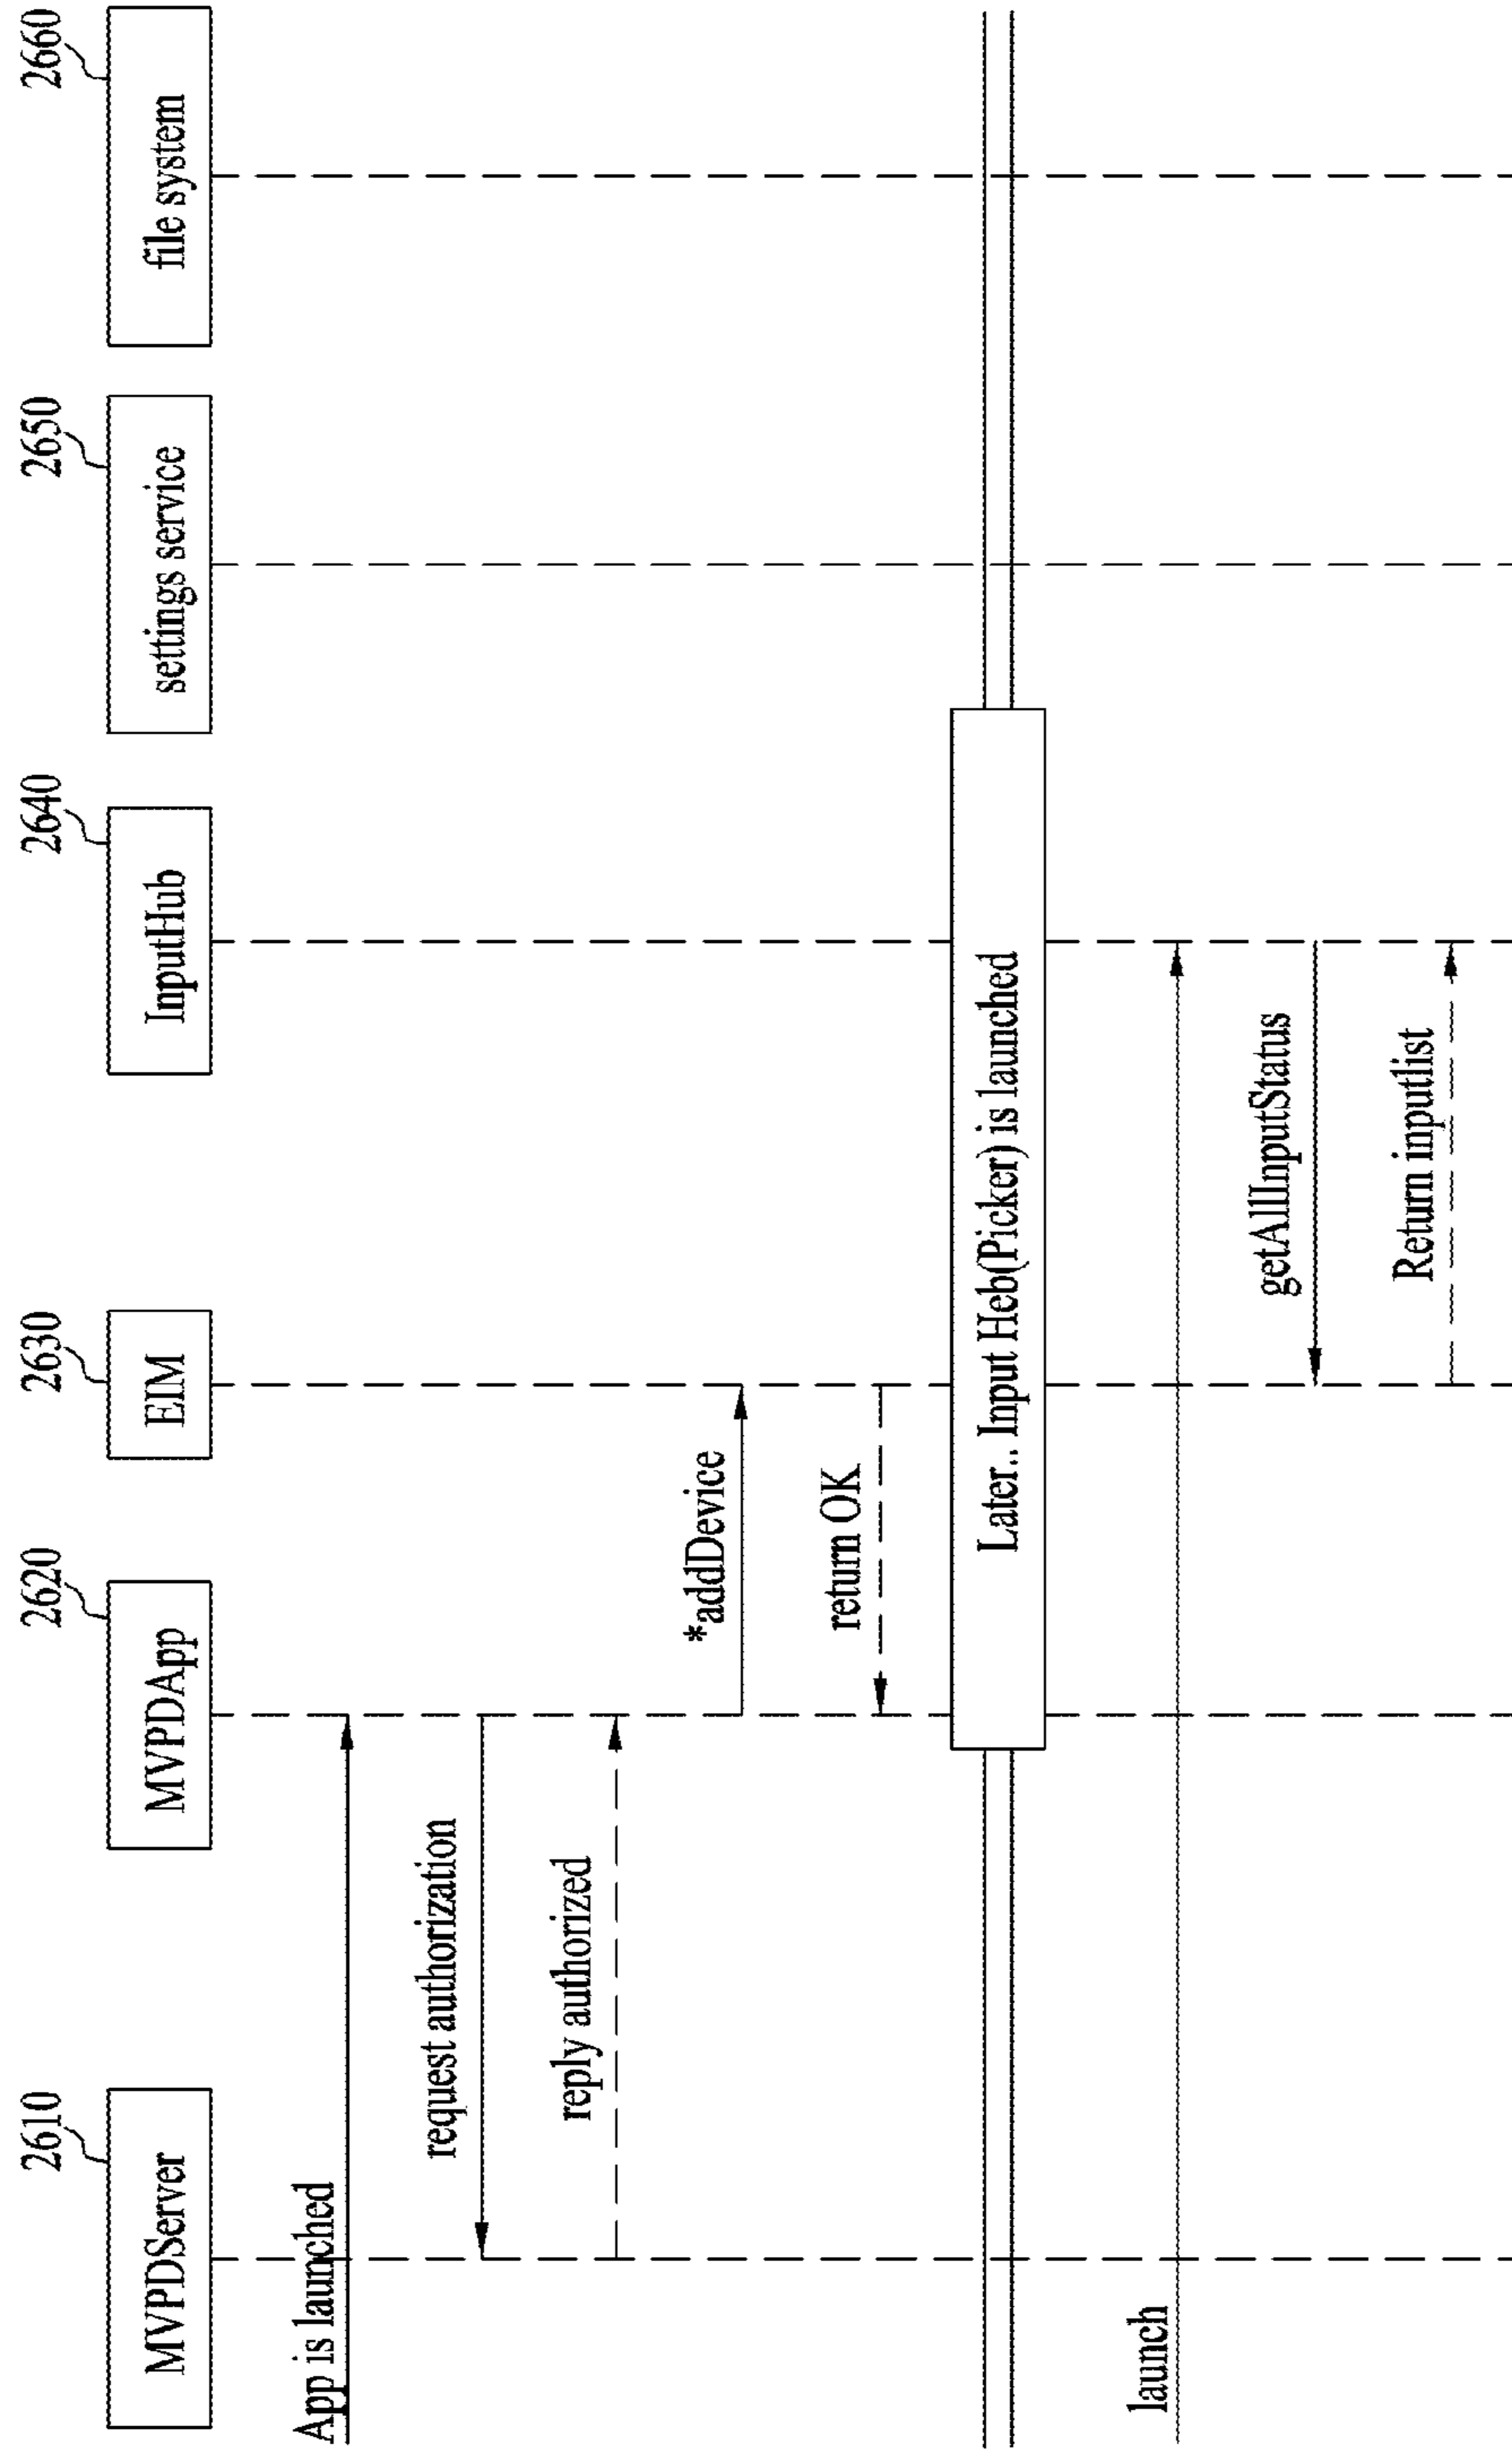 2610
2620
2630
2640
2650
2660
MVPDServer
MVPDApp
EIM
InputHub
settings service
file system
App is launched
request authorization
reply authorized
*addDevice
return OK
Later.. Input Heb(Picker) is launched
launch
getAllInputStatus
Return inputlist